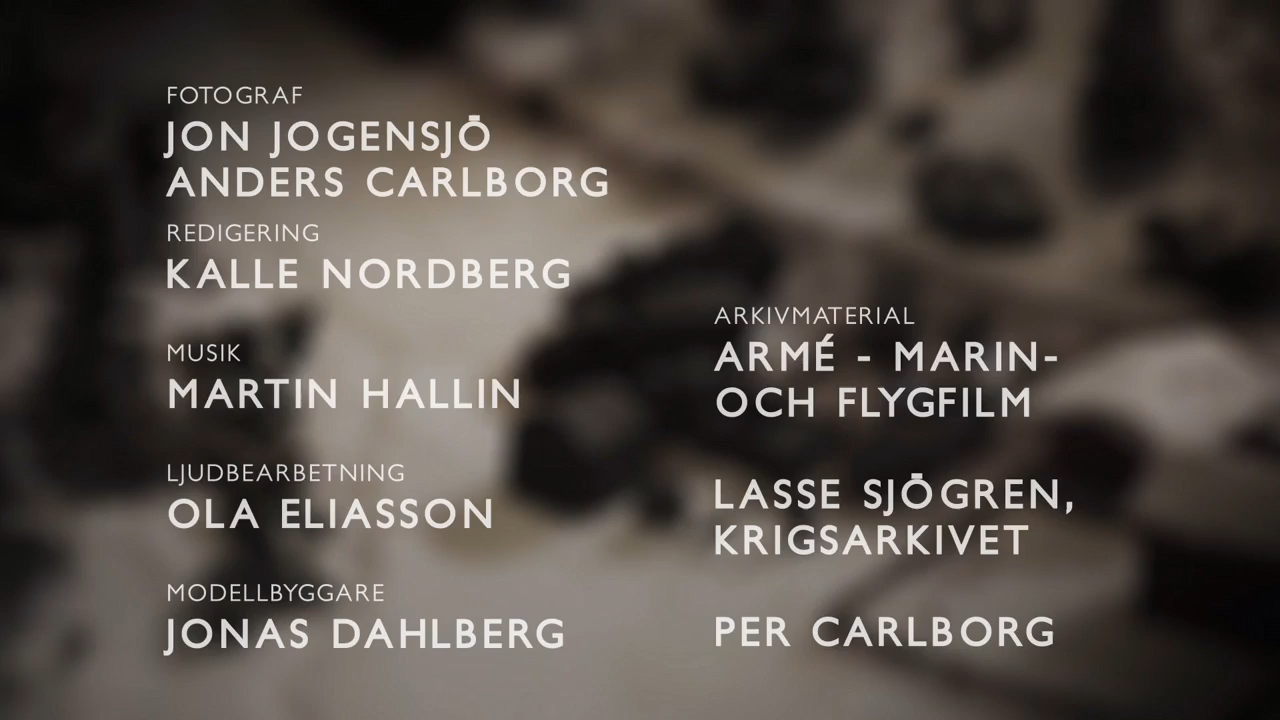 FOTOGRAF
JON JOGENSJÖ
ANDERS CARLBORG
REDIGERING
KALLE NORDBERG
MUSIK
MARTIN HALLIN
LJUDBEARBETNING
OLA ELIASSON
MODELLBYGGARE
JONAS DAHLBERG
ARKIVMATERIAL
ARMÉ - MARIN-
OCH FLYGFILM
LASSE SJÖGREN,
KRIGSARKIVET
PER CARLBORG